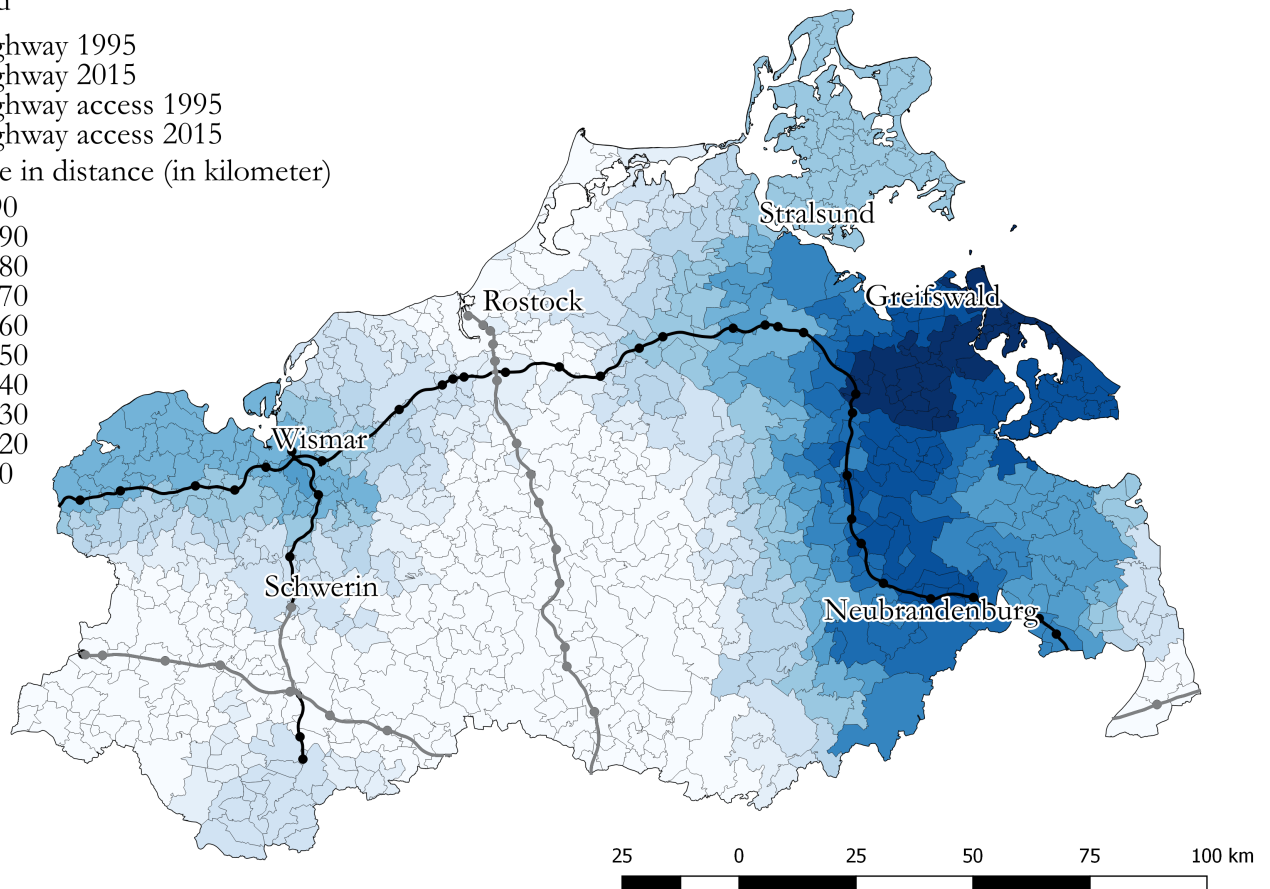 d
ghway 1995
ghway 2015
ghway access 1995
ghway access 2015
e in distance (in kilometer)
90
90
80
70
60
50
40
30
20
0
Stralsund
Greifswald
Rostock
Wismar
Schwerin
Neubrandenburg
25 0 25 50 75 100 km